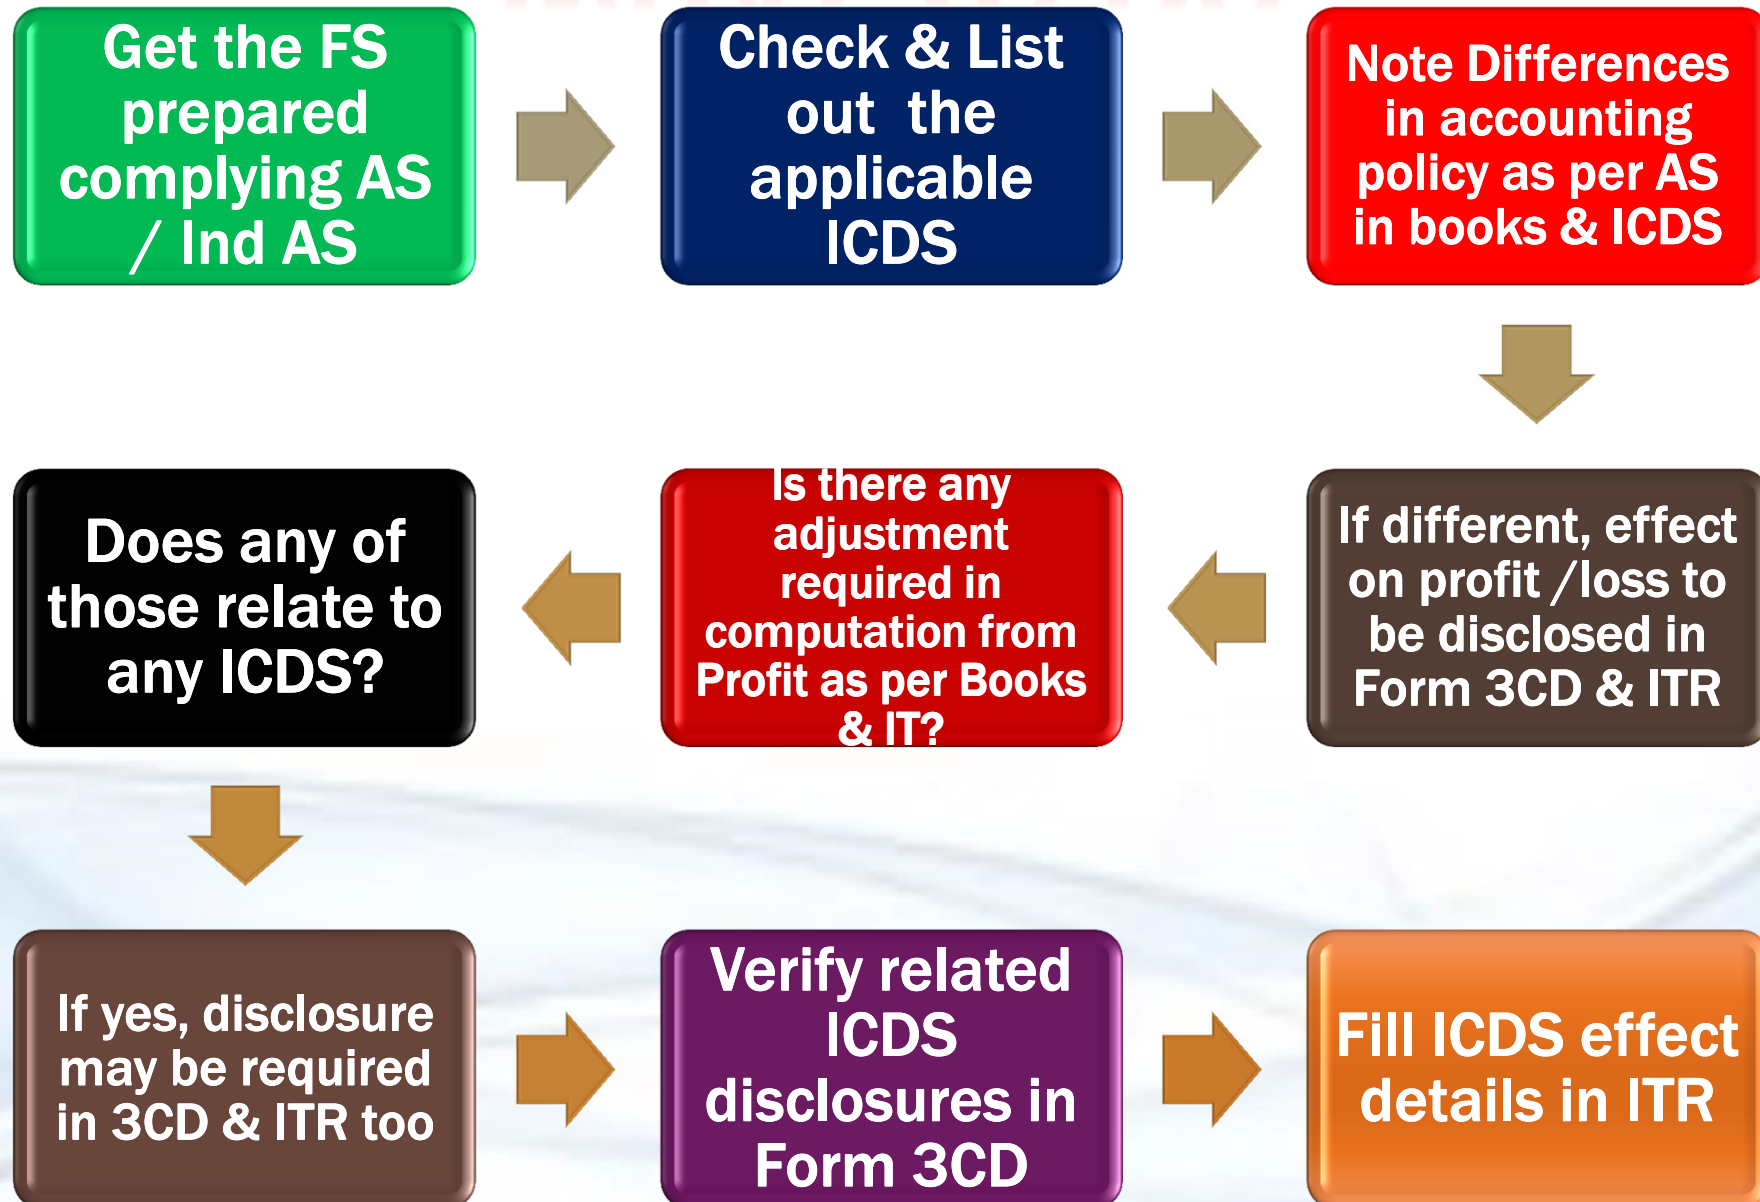 Get the FS
prepared
complying AS
/ Ind AS
Check & List
out the
applicable
ICDS
Note Differences
in accounting
policy as per AS
in books & ICDS
If different, effect
on profit /loss to
be disclosed in
Form 3CD & ITR
Is there any
adjustment
required in
computation from
Profit as per Books
& IT?
Does any of
those relate to
any ICDS?
If yes, disclosure
may be required
in 3CD & ITR too
Verify related
ICDS
disclosures in
Form 3CD
Fill ICDS effect
details in ITR